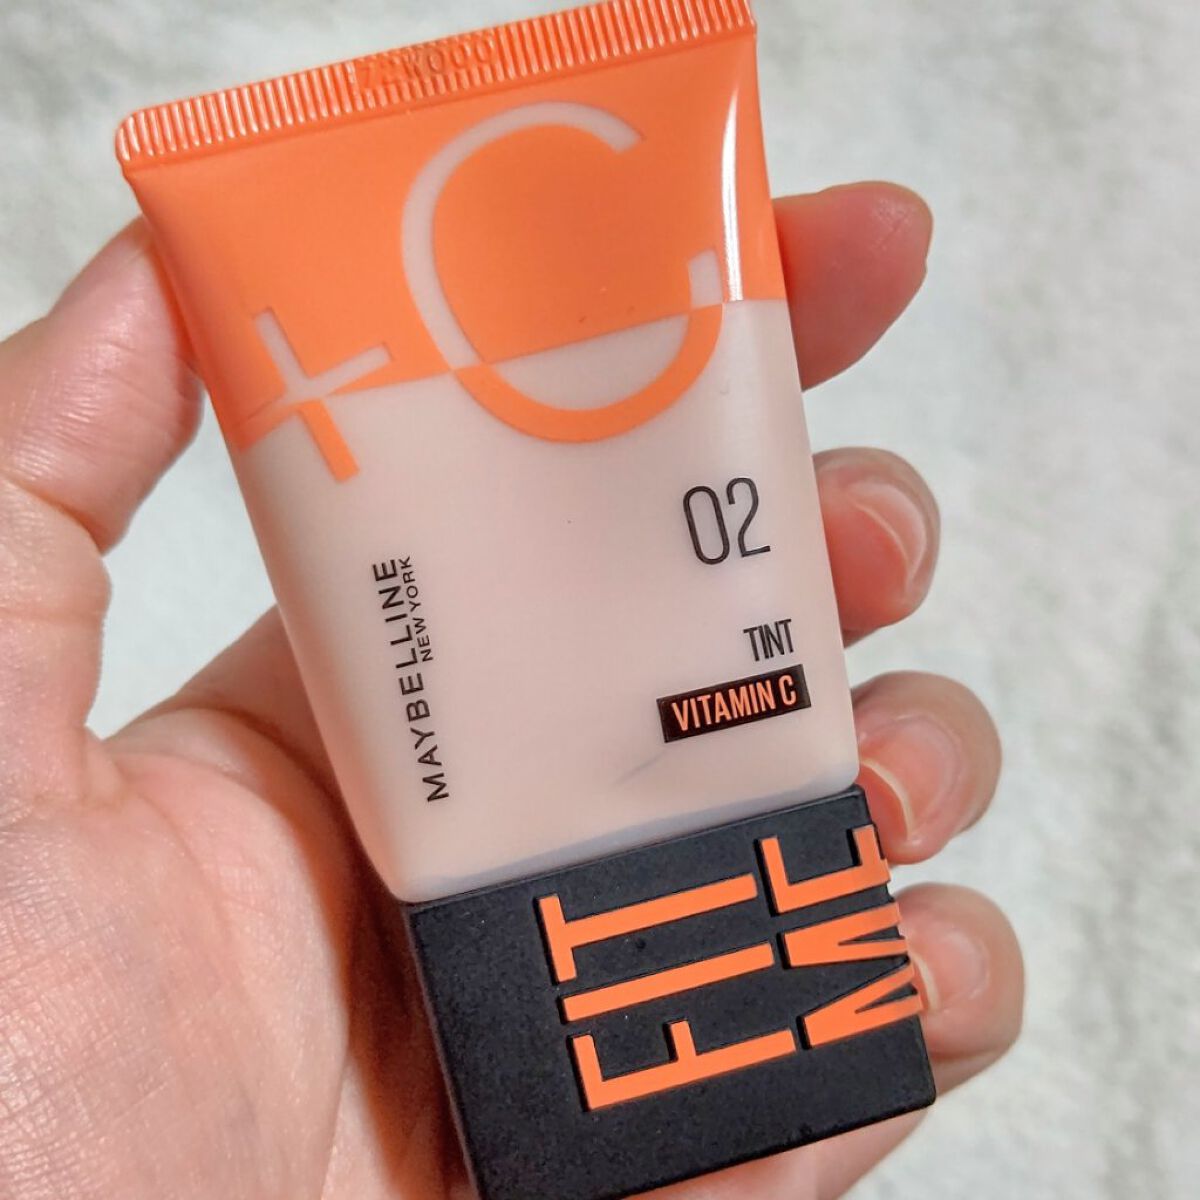 +C
02
TINT
VITAMIN C
MAYBELLINE
NEW YORK
FIT
ME